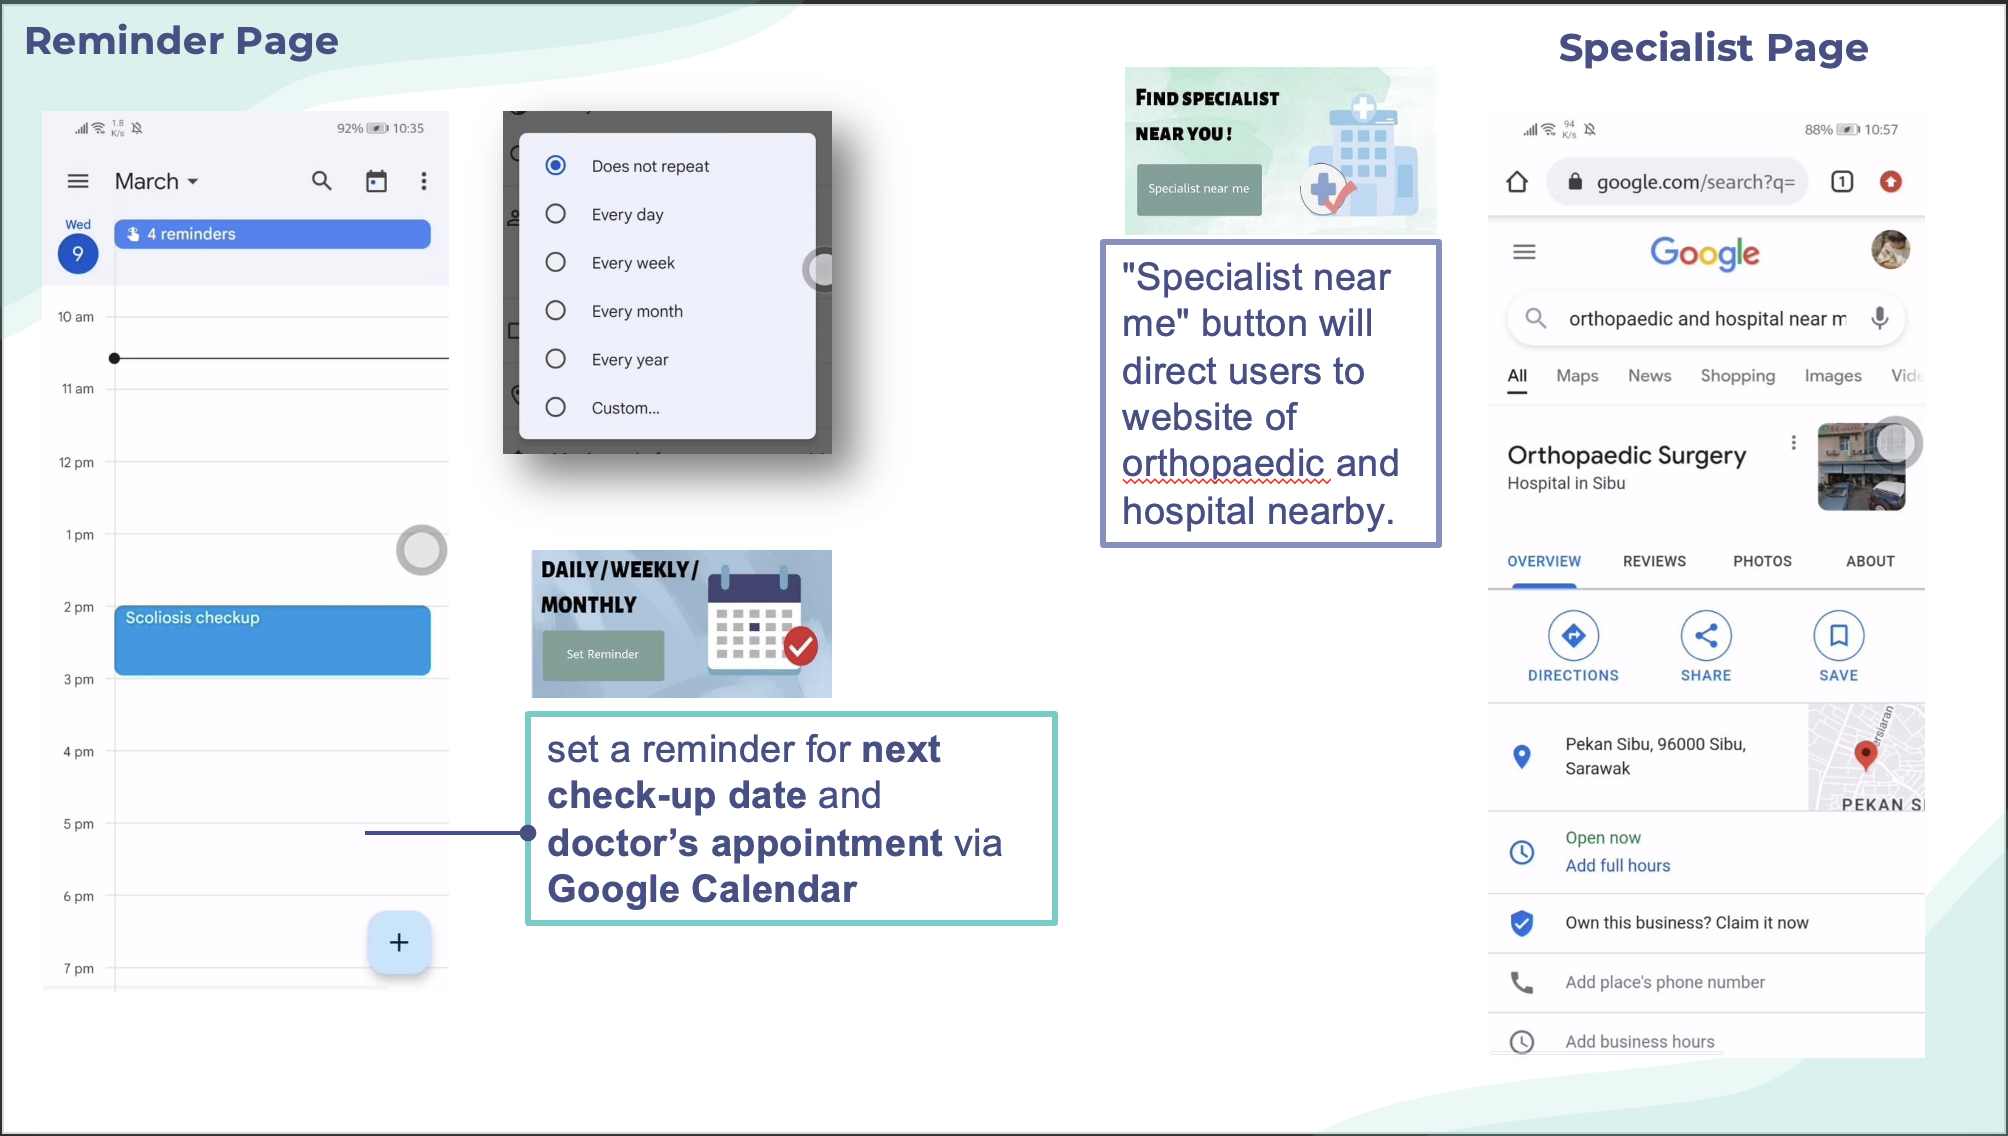 Reminder Page
1.8
K/s
92%
10:35
March
Wed
9
4 reminders
10 am
11 am
12 pm
1 pm
2 pm
Scoliosis checkup
3 pm
4 pm
5 pm
6 pm
7 pm
+
Does not repeat
Every day
Every week
Every month
Every year
Custom...
DAILY/WEEKLY/
MONTHLY
Set Reminder
set a reminder for next
check-up date and
doctor’s appointment via
Google Calendar
FIND SPECIALIST
NEAR YOU!
Specialist near me
"Specialist near
me" button will
direct users to
website of
orthopaedic and
hospital nearby.
Specialist Page
94
K/s
88%
10:57
google.com/search?q=
1
Google
orthopaedic and hospital near
All Maps News Shopping Images
Orthopaedic Surgery
Hospital in Sibu
OVERVIEW REVIEWS PHOTOS ABOUT
DIRECTIONS SHARE SAVE
Pekan Sibu, 96000 Sibu,
Sarawak
ersiaran
PEKAN S
Open now
Add full hours
Own this business? Claim it now
Add place's phone number
Add business hours